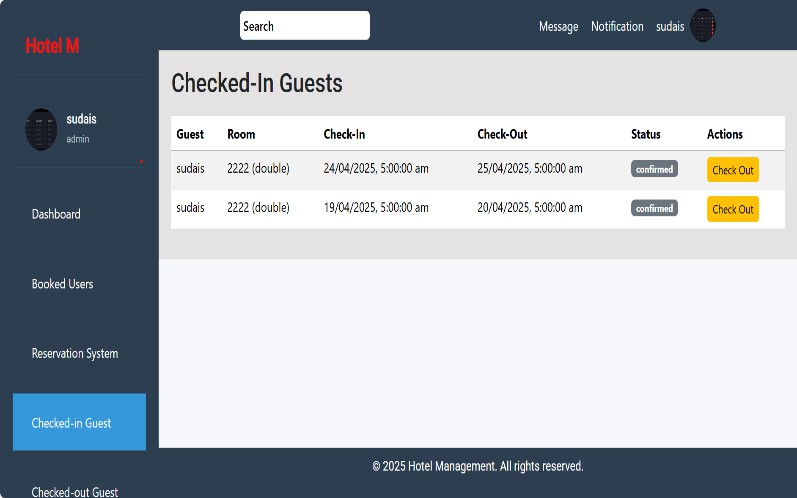 Hotel M
sudais
admin
Dashboard
Booked Users
Reservation System
Checked-in Guest
Checked-out Guest
Search
Message Notification sudais
Checked-In Guests
Guest Room Check-In Check-Out Status Actions
sudais 2222 (double) 24/04/2025, 5:00:00 am 25/04/2025, 5:00:00 am confirmed Check Out
sudais 2222 (double) 19/04/2025, 5:00:00 am 20/04/2025, 5:00:00 am confirmed Check Out
© 2025 Hotel Management. All rights reserved.